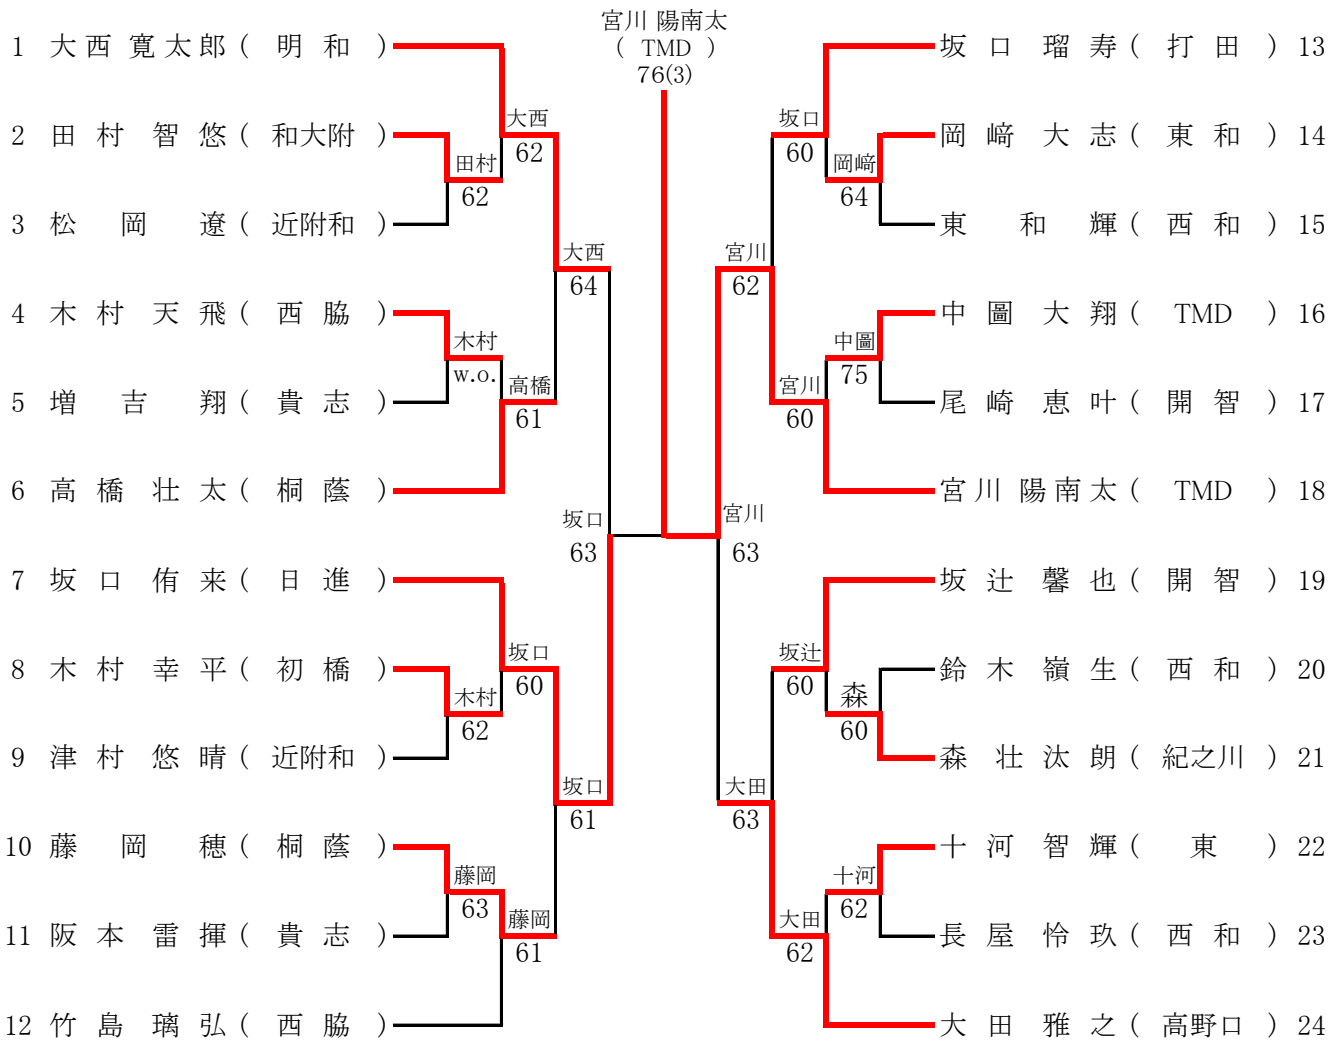 宮川 陽南太
( TMD )
76(3)
1 大西寛太郎 ( 明和 )
大西
62
2 田村智悠 ( 和大附 )
田村
62
3 松岡遼 ( 近附和 )
大西
64
4 木村天飛 ( 西脇 )
木村
w.o.
5 増吉翔 ( 貴志 )
高橋
61
6 高橋壮太 ( 桐蔭 )
坂口
63
7 坂口侑来 ( 日進 )
坂口
60
8 木村幸平 ( 初橋 )
木村
62
9 津村悠晴 ( 近附和 )
坂口
61
10 藤岡穂 ( 桐蔭 )
藤岡
63
11 阪本雷揮 ( 貴志 )
藤岡
61
12 竹島璃弘 ( 西脇 )
坂口瑠寿 ( 打田 ) 13
坂口
60
岡﨑大志 ( 東和 ) 14
岡﨑
64
東和輝 ( 西和 ) 15
宮川
62
中圖大翔 ( TMD ) 16
中圖
75
尾崎恵叶 ( 開智 ) 17
宮川
60
宮川陽南太 ( TMD ) 18
宮川
63
坂辻馨也 ( 開智 ) 19
坂辻
60
鈴木嶺生 ( 西和 ) 20
森
60
森壮汰朗 ( 紀之川 ) 21
大田
63
十河智輝 ( 東 ) 22
十河
62
長屋怜玖 ( 西和 ) 23
大田
62
大田雅之 ( 高野口 ) 24